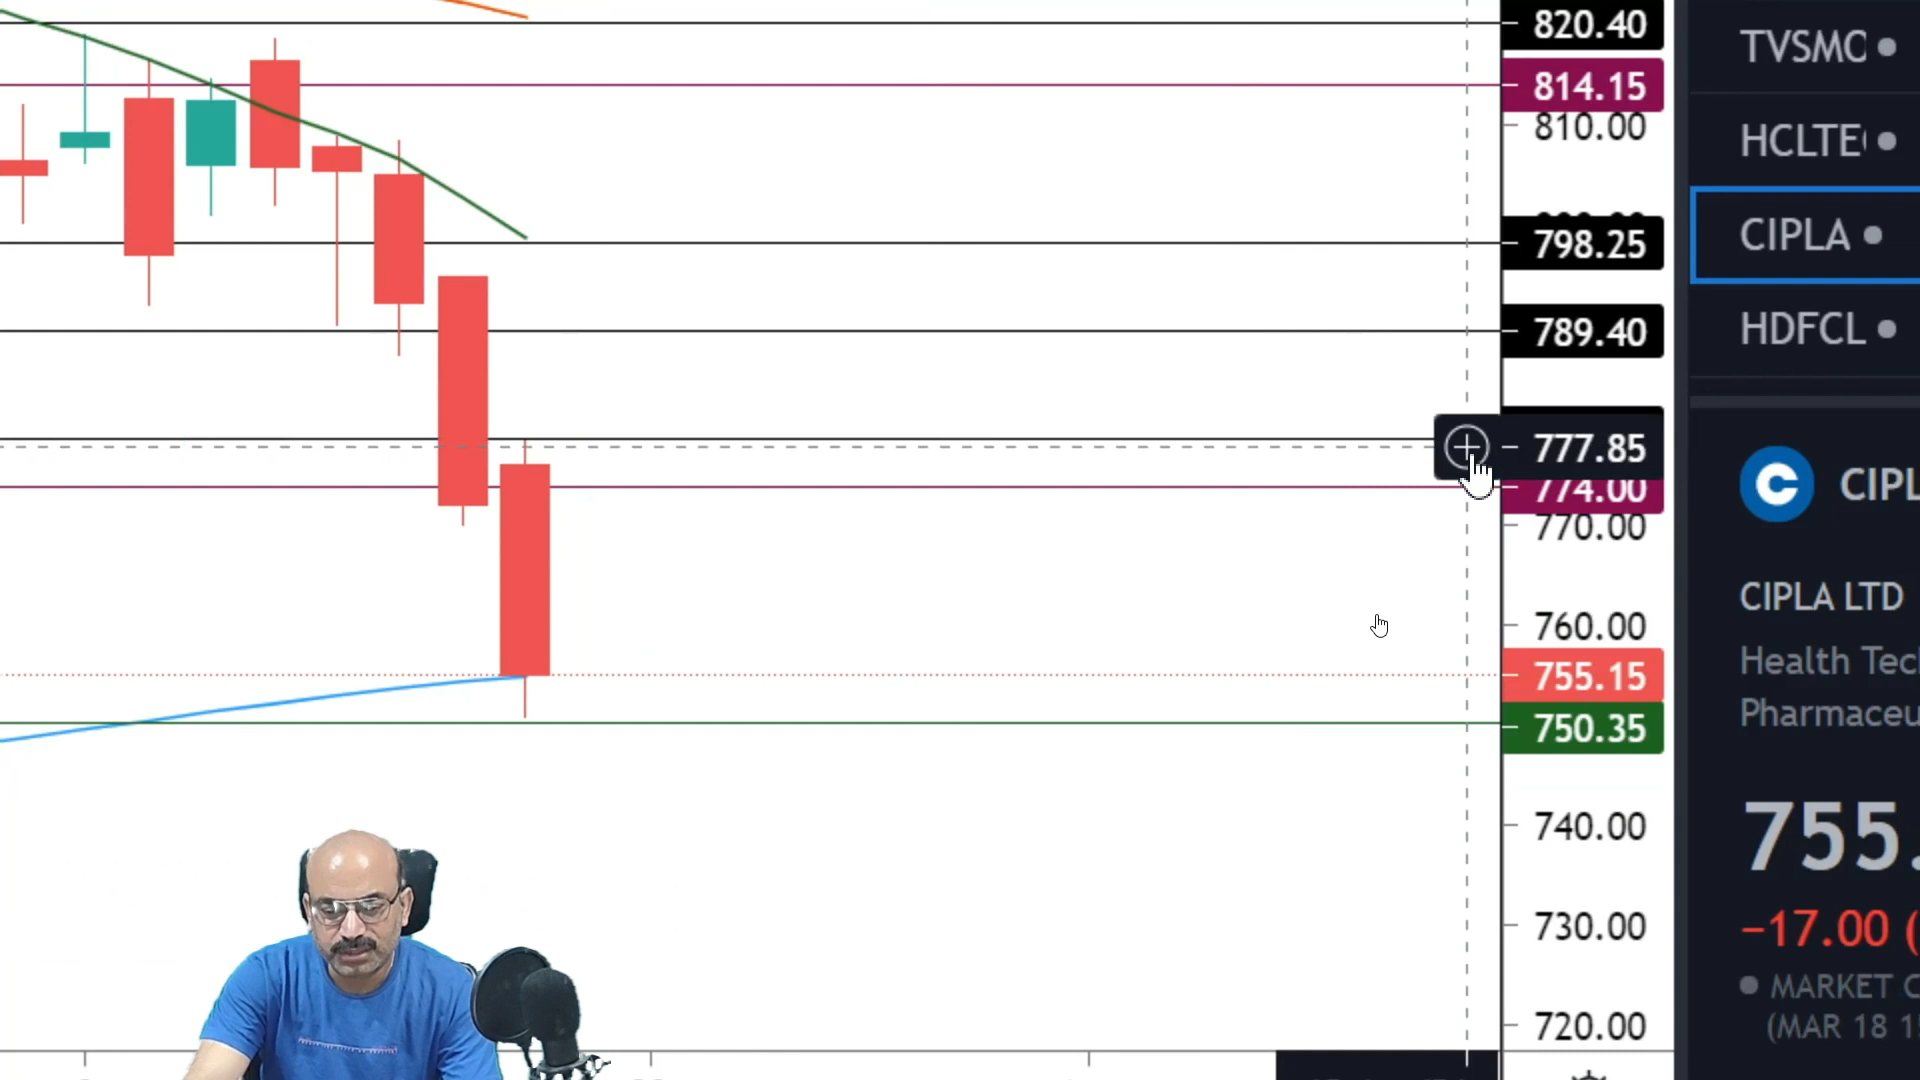 820.40
814.15
810.00
798.25
789.40
777.85
774.00
770.00
760.00
755.15
750.35
740.00
730.00
720.00
TVSMO
HCLTE
CIPLA
HDFCL
CIPL
CIPLA LTD
Health Tec
Pharmaceu
755.
−17.00 (
MARKET C
(MAR 18 1